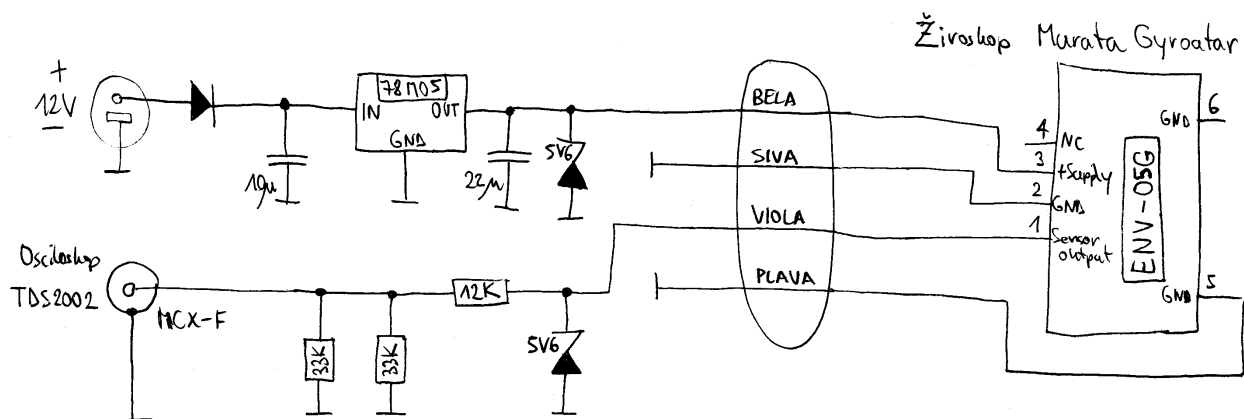 Žiroskop Murata Gyroatar
+
12V
-
78M05
IN
OUT
GND
10µ
22µ
5V6
BELA
SIVA
VIOLA
PLAVA
4
NC
3
+Supply
2
GND
1
Sensor
output
ENV-05G
GND
6
GND
5
Osciloskop
TDS2002
MCX-F
33K
33K
12K
5V6